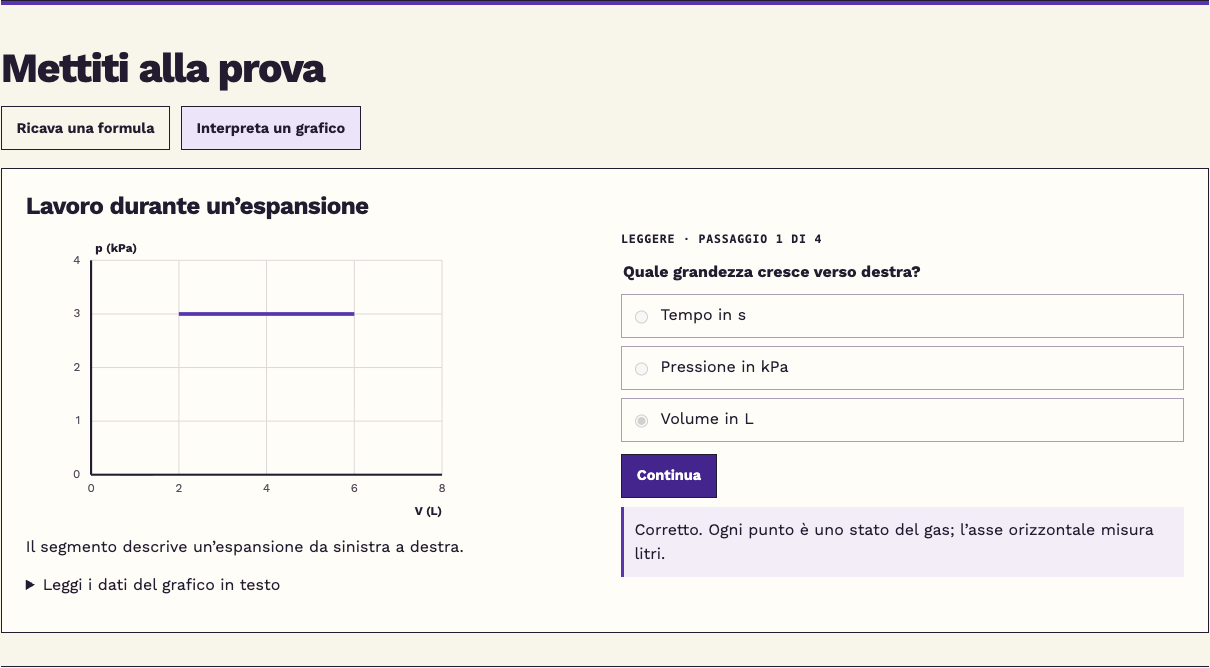 Mettiti alla prova
Ricava una formula
Interpreta un grafico
Lavoro durante un’espansione
p (kPa)
4
3
2
1
0
0 2 4 6 8
V (L)
Il segmento descrive un’espansione da sinistra a destra.
Leggi i dati del grafico in testo
LEGGERE · PASSAGGIO 1 DI 4
Quale grandezza cresce verso destra?
Tempo in s
Pressione in kPa
Volume in L
Continua
Corretto. Ogni punto è uno stato del gas; l’asse orizzontale misura
litri.